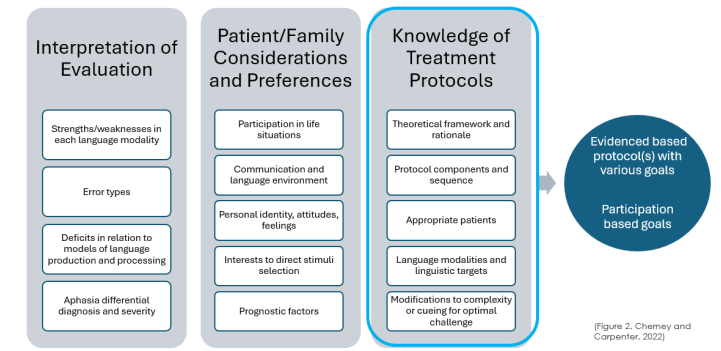 Interpretation of
Evaluation
Strengths/weaknesses in
each language modality
Error types
Deficits in relation to
models of language
production and processing
Aphasia differential
diagnosis and severity
Patient/Family
Considerations
and Preferences
Participation in life
situations
Communication and
language environment
Personal identity, attitudes,
feelings
Interests to direct stimuli
selection
Prognostic factors
Knowledge of
Treatment
Protocols
Theoretical framework and
rationale
Protocol components and
sequence
Appropriate patients
Language modalities and
linguistic targets
Modifications to complexity
or cueing for optimal
challenge
Evidenced based
protocol(s) with
various goals
Participation
based goals
(Figure 2. Cherney and
Carpenter, 2022)